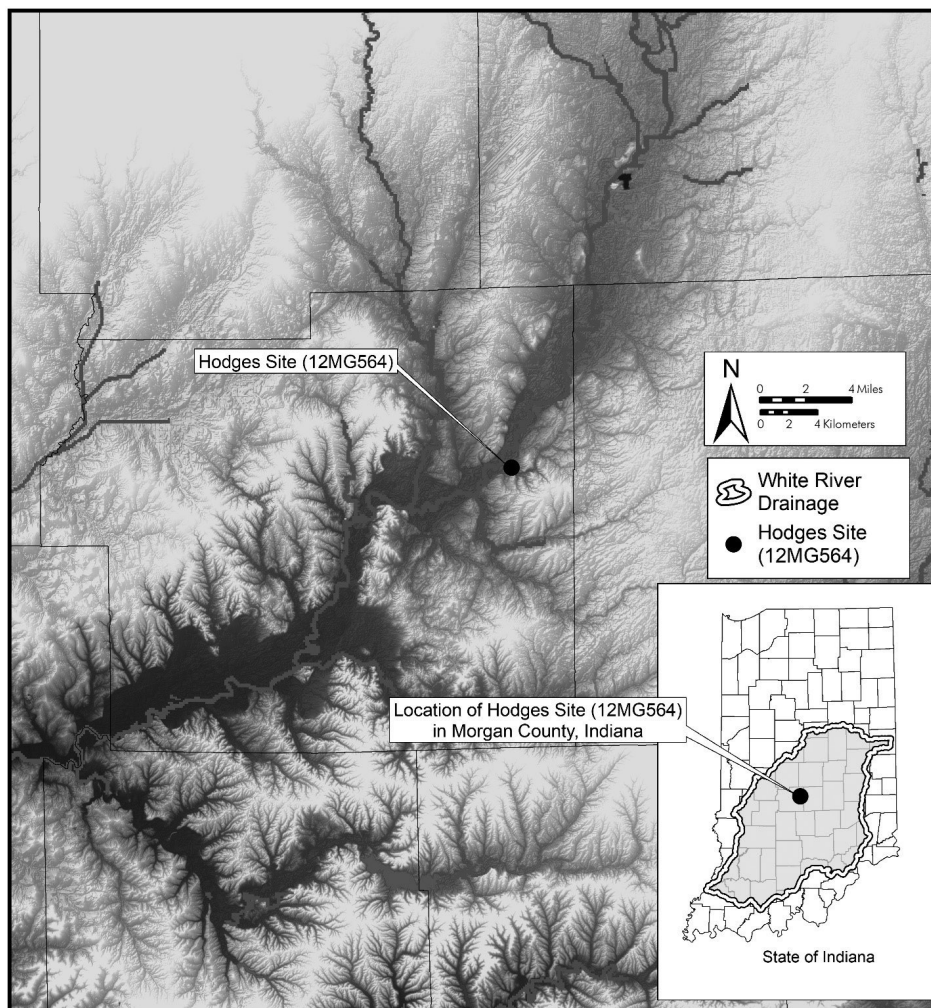 Hodges Site (12MG564)
N
0 2 4 Miles
0 2 4 Kilometers
White River
Drainage
Hodges Site
(12MG564)
Location of Hodges Site (12MG564)
in Morgan County, Indiana
State of Indiana